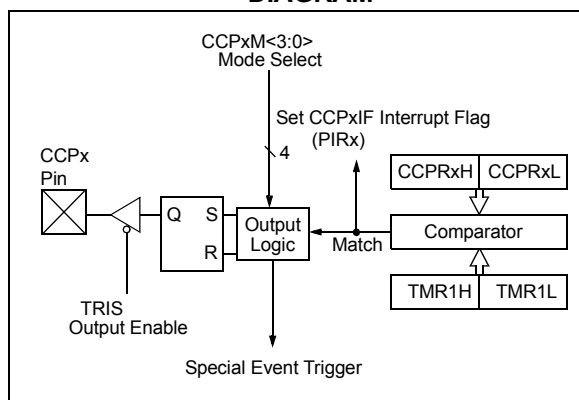 DIAGRAM
CCPxM<3:0>
Mode Select
Set CCPxIF Interrupt Flag
(PIRx)
4
CCPx
Pin
CCPRxH CCPRxL
Q S
R
Output
Logic
Match
Comparator
TMR1H TMR1L
TRIS
Output Enable
Special Event Trigger